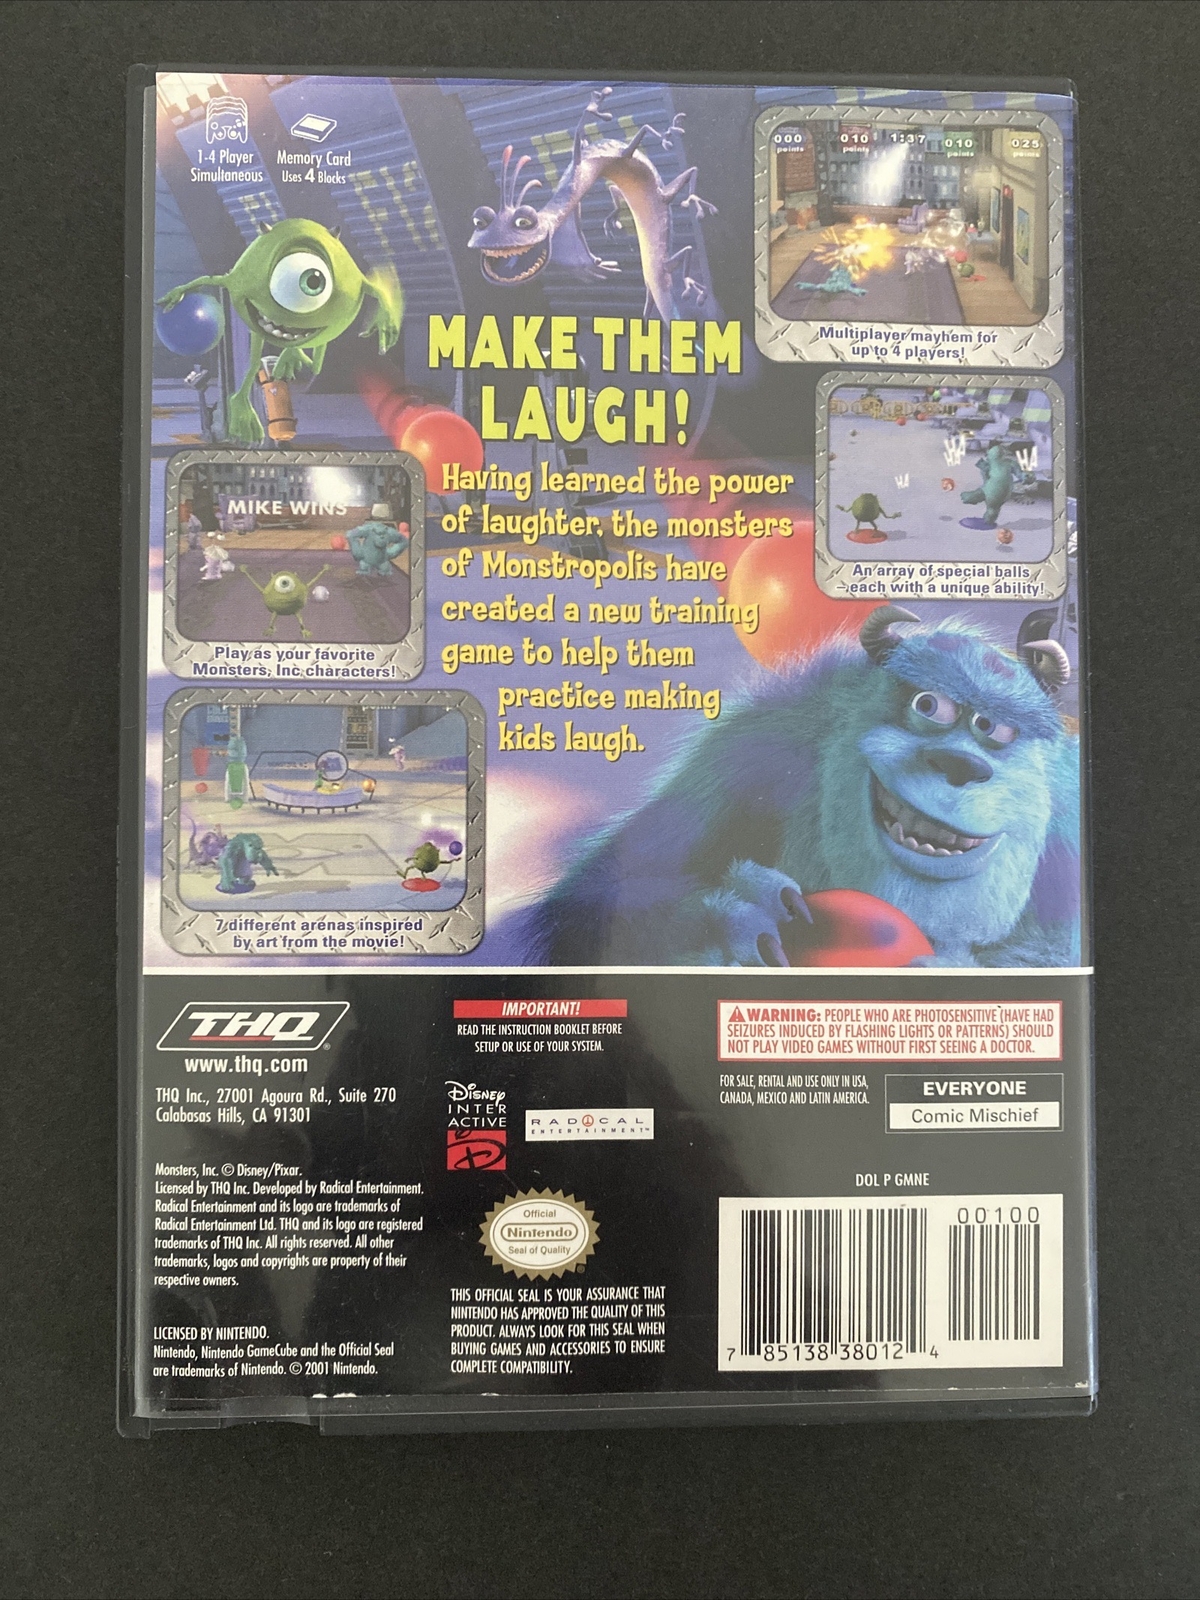 1-4 Player
Simultaneous
Memory Card
Uses 4 Blocks
000
points
010
points
1:37
010
points
025
points
Multiplayer mayhem for
up to 4 players!
MAKE THEM
LAUGH!
HA
HA
HA
HA
An array of special balls
—each with a unique ability!
Having learned the power
of laughter, the monsters
of Monstropolis have
created a new training
game to help them
practice making
kids laugh.
MIKE WINS
Play as your favorite
Monsters, Inc. characters!
7 different arenas inspired
by art from the movie!
THQ®
www.thq.com
THQ Inc., 27001 Agoura Rd., Suite 270
Calabasas Hills, CA 91301
Monsters, Inc. © Disney/Pixar.
Licensed by THQ Inc. Developed by Radical Entertainment.
Radical Entertainment and its logo are trademarks of
Radical Entertainment Ltd. THQ and its logo are registered
trademarks of THQ Inc. All rights reserved. All other
trademarks, logos and copyrights are property of their
respective owners.
LICENSED BY NINTENDO.
Nintendo, Nintendo GameCube and the Official Seal
are trademarks of Nintendo. © 2001 Nintendo.
IMPORTANT!
READ THE INSTRUCTION BOOKLET BEFORE
SETUP OR USE OF YOUR SYSTEM.
Disney
INTER
ACTIVE
D
RADICAL
ENTERTAINMENT™
Official
Nintendo
Seal of Quality
®
THIS OFFICIAL SEAL IS YOUR ASSURANCE THAT
NINTENDO HAS APPROVED THE QUALITY OF THIS
PRODUCT. ALWAYS LOOK FOR THIS SEAL WHEN
BUYING GAMES AND ACCESSORIES TO ENSURE
COMPLETE COMPATIBILITY.
WARNING: PEOPLE WHO ARE PHOTOSENSITIVE (HAVE HAD
SEIZURES INDUCED BY FLASHING LIGHTS OR PATTERNS) SHOULD
NOT PLAY VIDEO GAMES WITHOUT FIRST SEEING A DOCTOR.
FOR SALE, RENTAL AND USE ONLY IN USA,
CANADA, MEXICO AND LATIN AMERICA.
EVERYONE
Comic Mischief
DOL P GMNE
00100
7 85138 38012 4